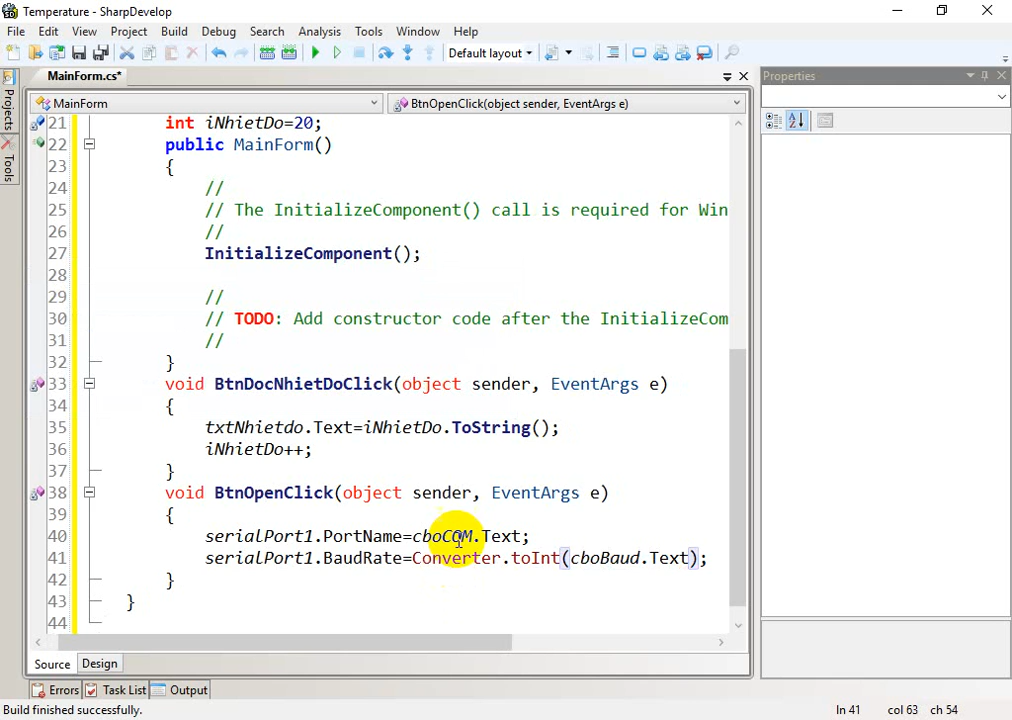 Temperature - SharpDevelop
File Edit View Project Build Debug Search Analysis Tools Window Help
Default layout
MainForm.cs*
Properties
Projects
Tools
MainForm
BtnOpenClick(object sender, EventArgs e)
21 int iNhietDo=20;
22 public MainForm()
23 {
24 //
25 // The InitializeComponent() call is required for Win
26 //
27 InitializeComponent();
28
29 //
30 // TODO: Add constructor code after the InitializeCom
31 //
32 }
33 void BtnDocNhietDoClick(object sender, EventArgs e)
34 {
35 txtNhietdo.Text=iNhietDo.ToString();
36 iNhietDo++;
37 }
38 void BtnOpenClick(object sender, EventArgs e)
39 {
40 serialPort1.PortName=cboCOM.Text;
41 serialPort1.BaudRate=Converter.toInt(cboBaud.Text);
42 }
43 }
44
Source Design
Errors Task List Output
Build finished successfully. ln 41 col 63 ch 54